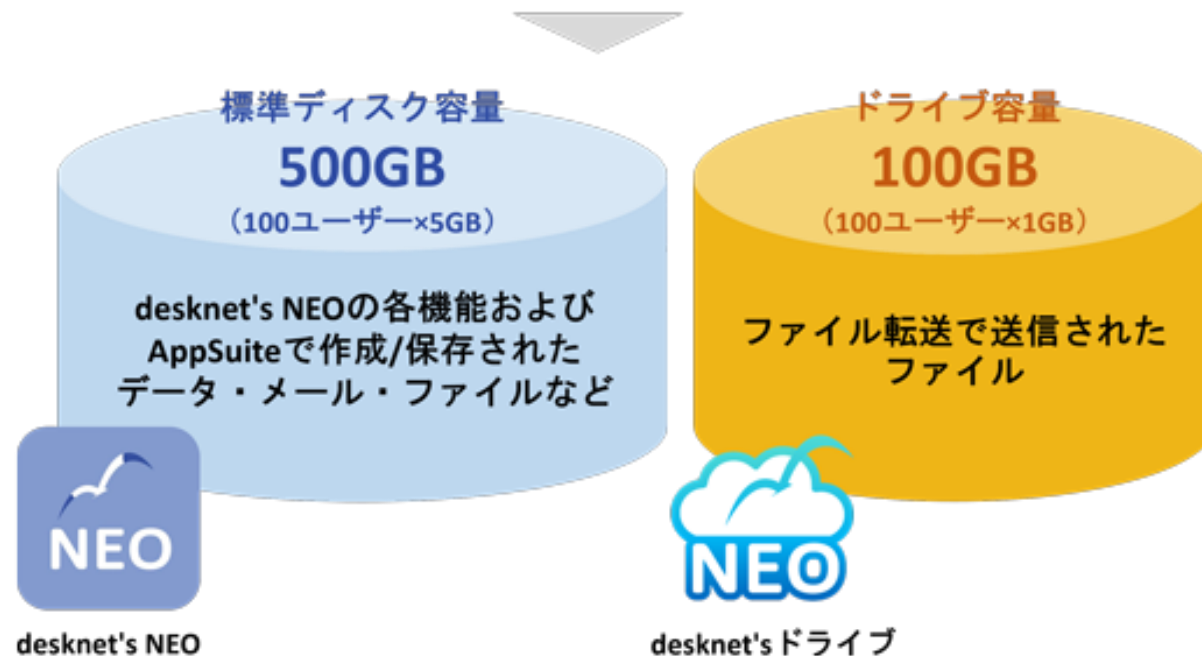 標準ディスク容量
500GB
（100ユーザー×5GB）
desknet's NEOの各機能および
AppSuiteで作成/保存された
データ・メール・ファイルなど
NEO
desknet's NEO
ドライブ容量
100GB
（100ユーザー×1GB）
ファイル転送で送信された
ファイル
NEO
desknet'sドライブ